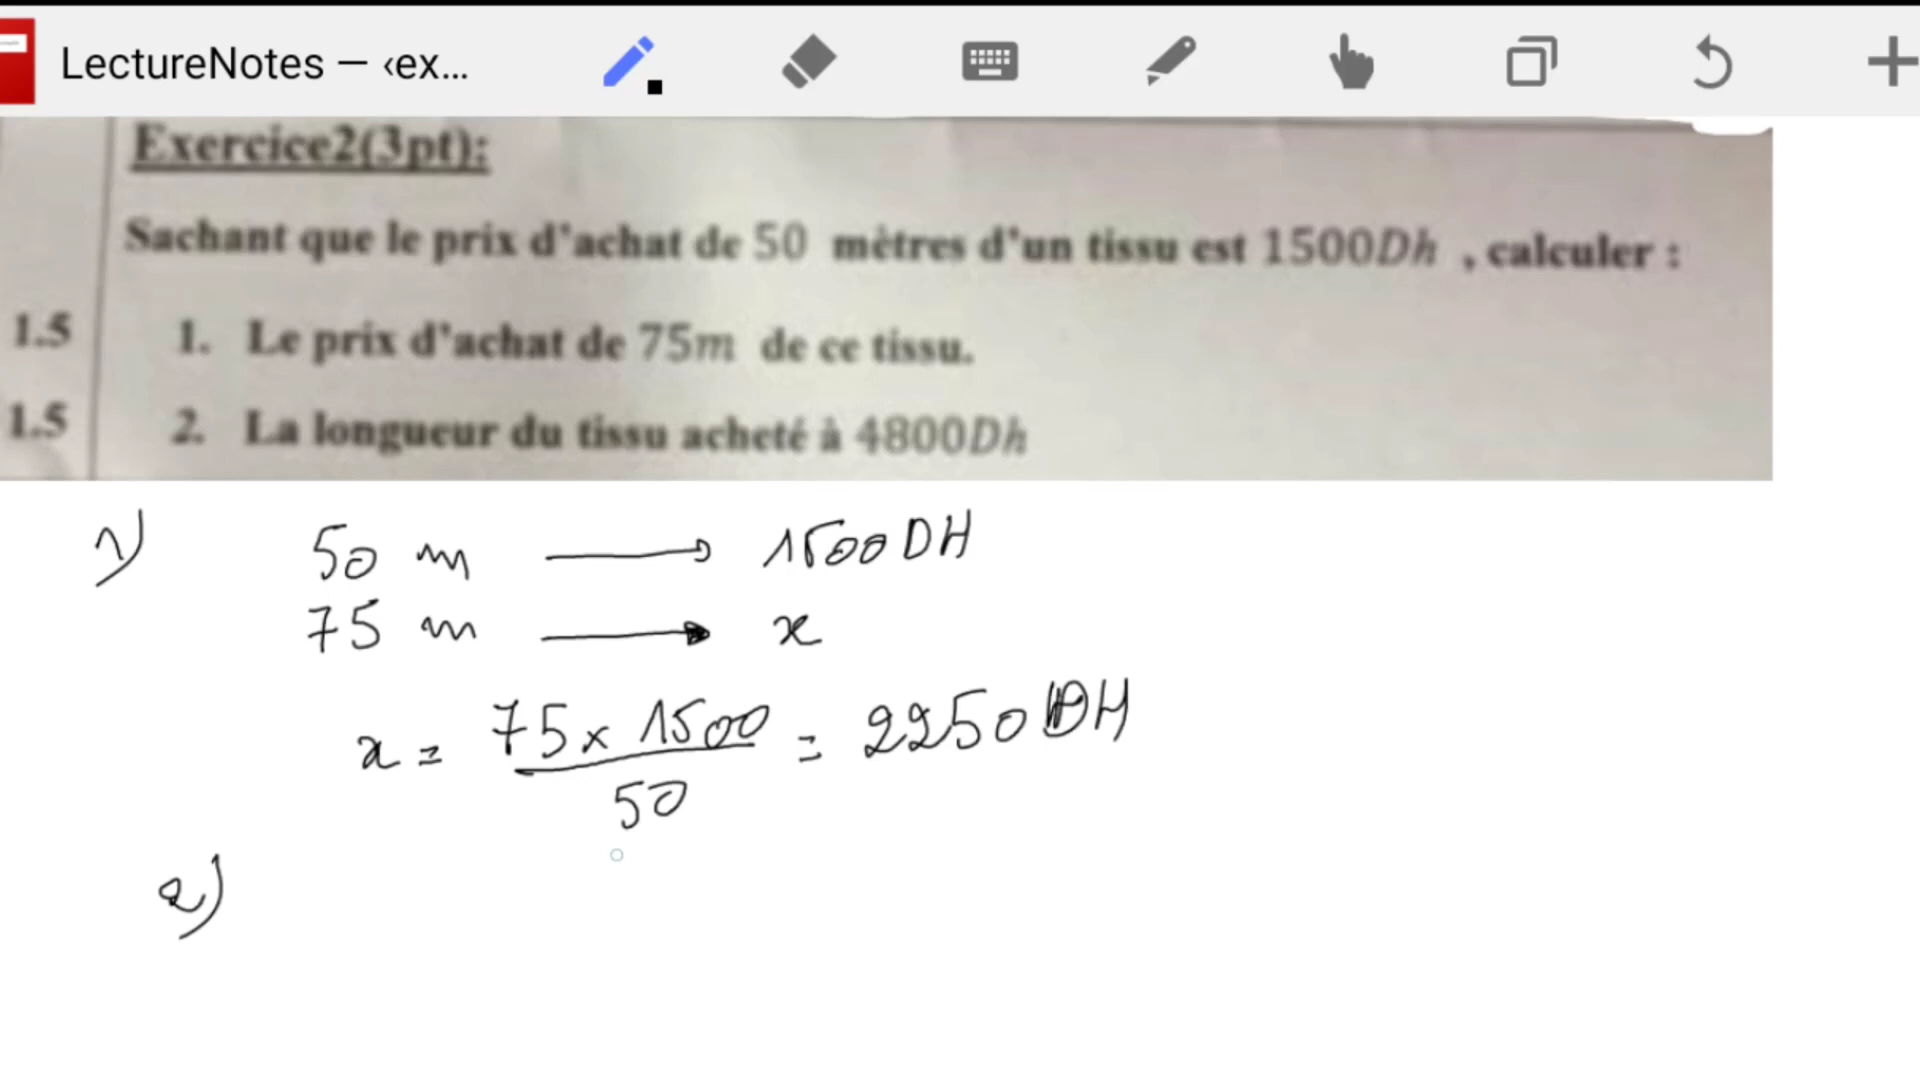 LectureNotes — ‹ex...
Exercice2(3pt):
Sachant que le prix d'achat de 50 mètres d'un tissu est 1500Dh , calculer :
1.5 1. Le prix d'achat de 75m de ce tissu.
1.5 2. La longueur du tissu acheté à 4800Dh
1) 50 m → 1500 DH
75 m → x
x = 75 x 1500 / 50 = 2250 DH
2)